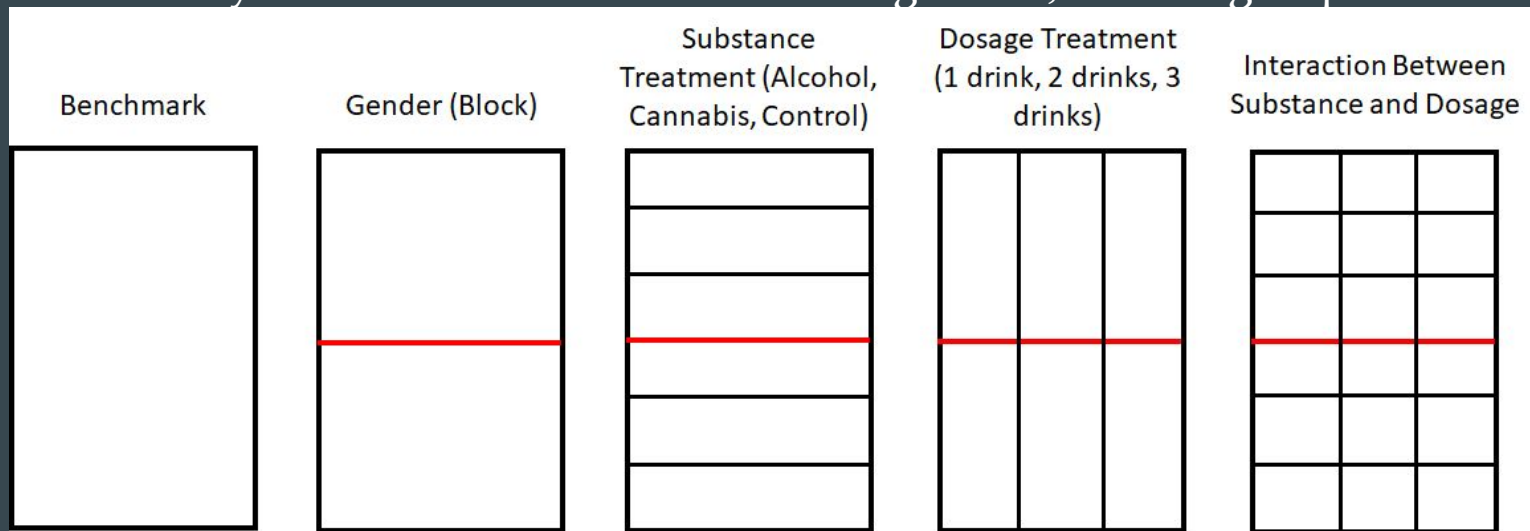 Benchmark
Gender (Block)
Substance
Treatment (Alcohol,
Cannabis, Control)
Dosage Treatment
(1 drink, 2 drinks, 3
drinks)
Interaction Between
Substance and Dosage